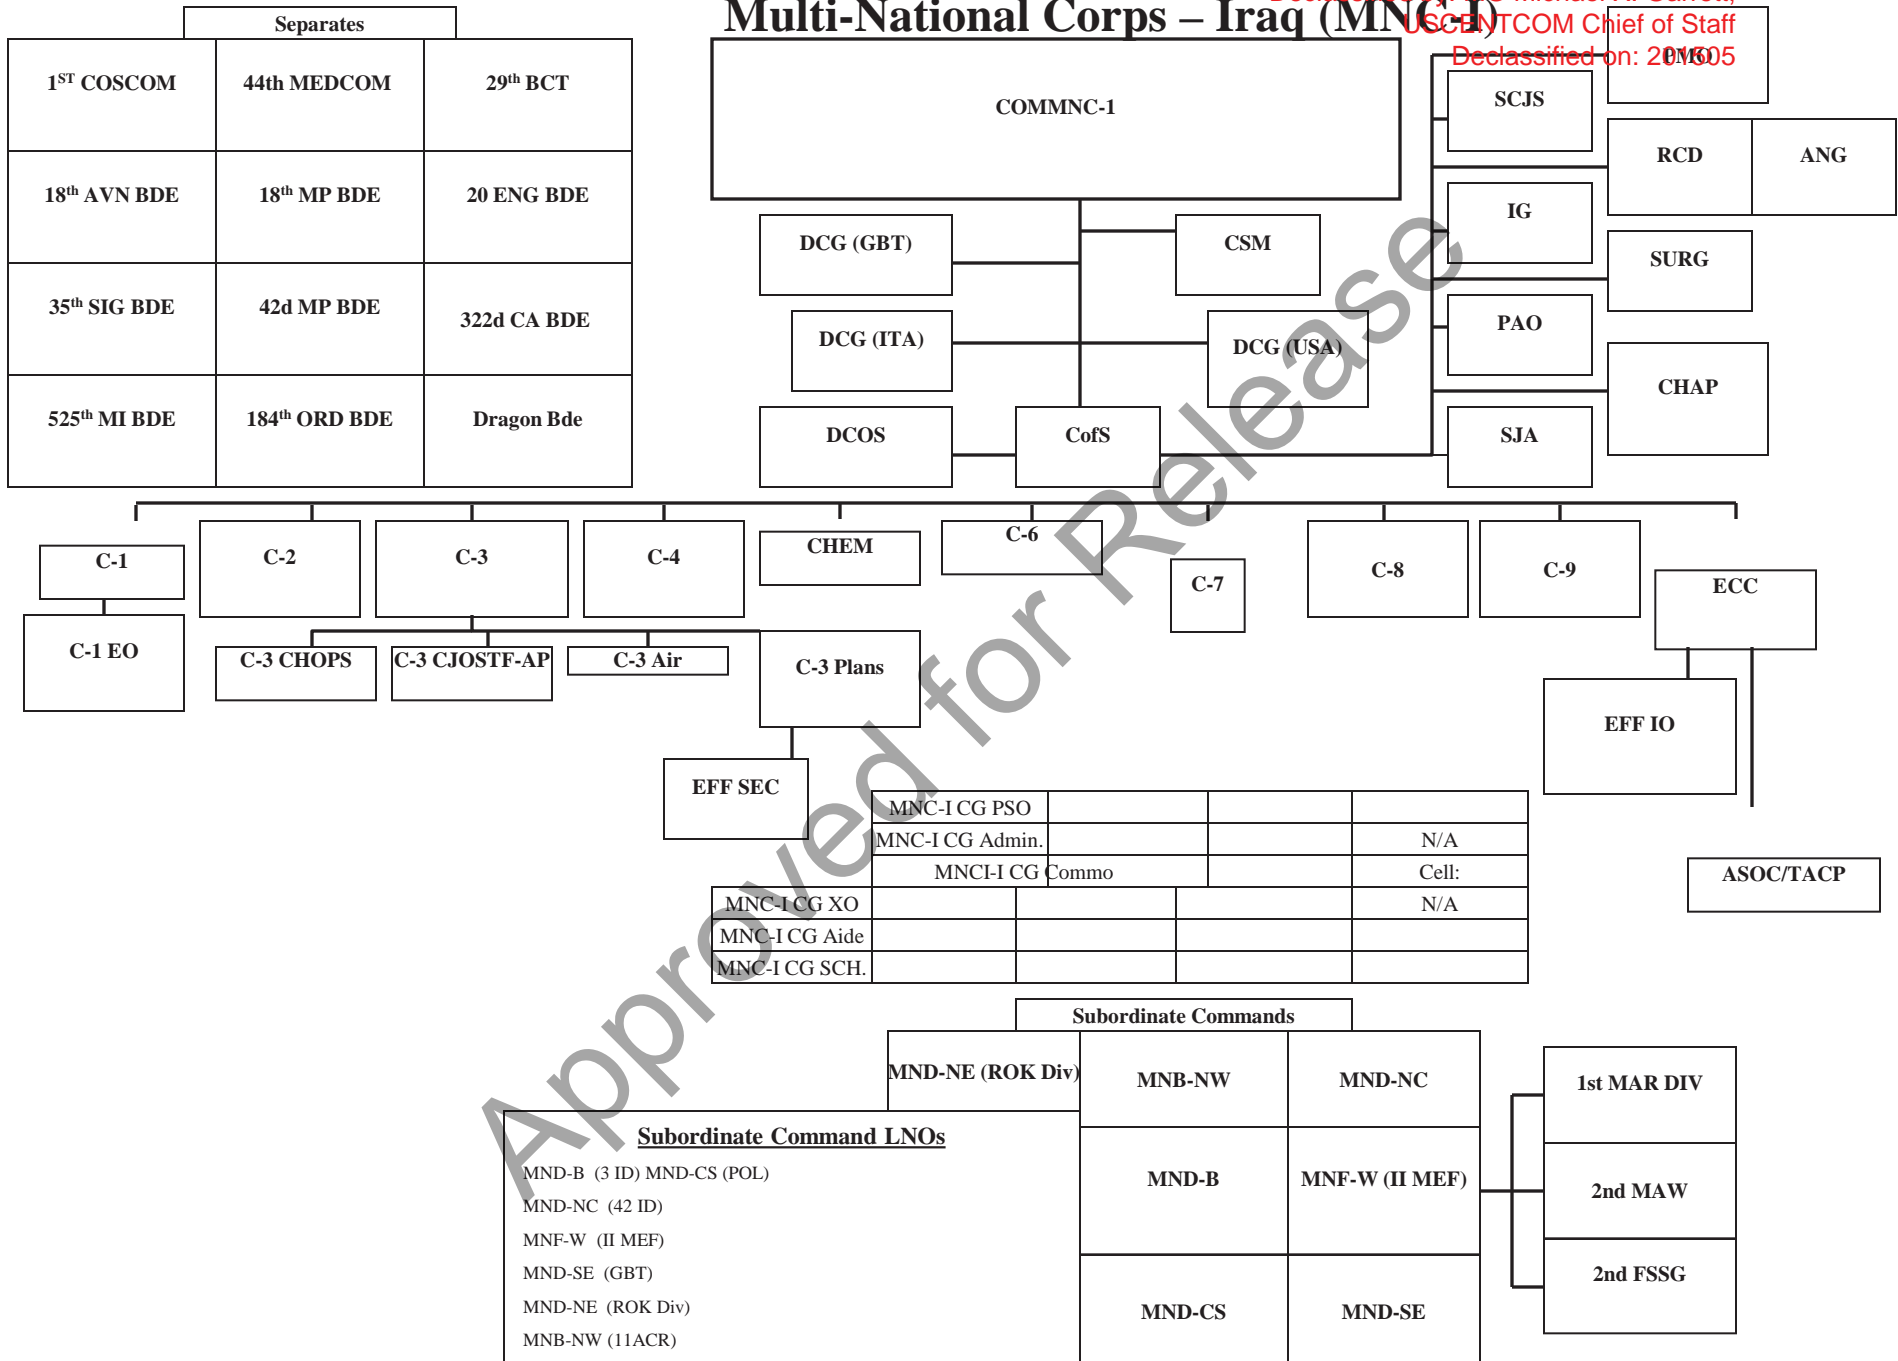 Multi-National Corps – Iraq (MNC-I)
USCENTCOM Chief of Staff
Declassified on: 201505
Separates
1ST COSCOM
44th MEDCOM
29th BCT
18th AVN BDE
18th MP BDE
20 ENG BDE
35th SIG BDE
42d MP BDE
322d CA BDE
525th MI BDE
184th ORD BDE
Dragon Bde
COMMNC-1
DCG (GBT)
CSM
DCG (ITA)
DCG (USA)
DCOS
CofS
PMO
SCJS
RCD
ANG
IG
SURG
PAO
CHAP
SJA
C-1
C-2
C-3
C-4
CHEM
C-6
C-7
C-8
C-9
ECC
C-1 EO
C-3 CHOPS
C-3 CJOSTF-AP
C-3 Air
C-3 Plans
EFF IO
EFF SEC
ASOC/TACP
MNC-I CG PSO
MNC-I CG Admin. N/A
MNCI-I CG Commo Cell:
MNC-I CG XO N/A
MNC-I CG Aide
MNC-I CG SCH.
Subordinate Commands
MND-NE (ROK Div)
MNB-NW
MND-NC
MND-B
MNF-W (II MEF)
MND-CS
MND-SE
1st MAR DIV
2nd MAW
2nd FSSG
Subordinate Command LNOs
MND-B (3 ID) MND-CS (POL)
MND-NC (42 ID)
MNF-W (II MEF)
MND-SE (GBT)
MND-NE (ROK Div)
MNB-NW (11ACR)
Approved for Release